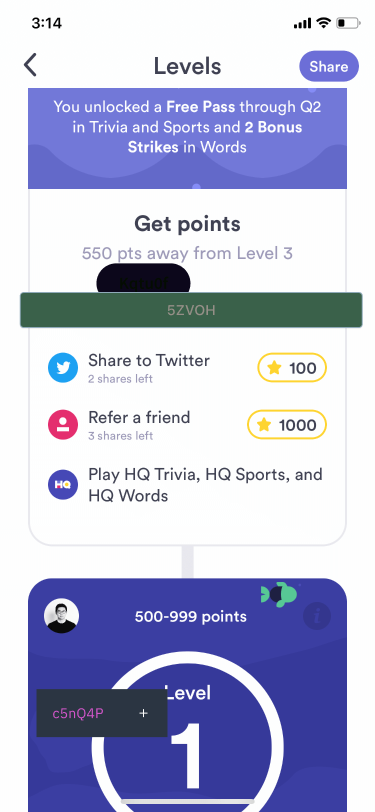 3:14
Levels
Share
You unlocked a Free Pass through Q2
in Trivia and Sports and 2 Bonus
Strikes in Words
Get points
550 pts away from Level 3
5ZVOH
Share to Twitter
2 shares left
100
Refer a friend
3 shares left
1000
HQ
Play HQ Trivia, HQ Sports, and
HQ Words
500-999 points
i
Level
c5nQ4P +
1